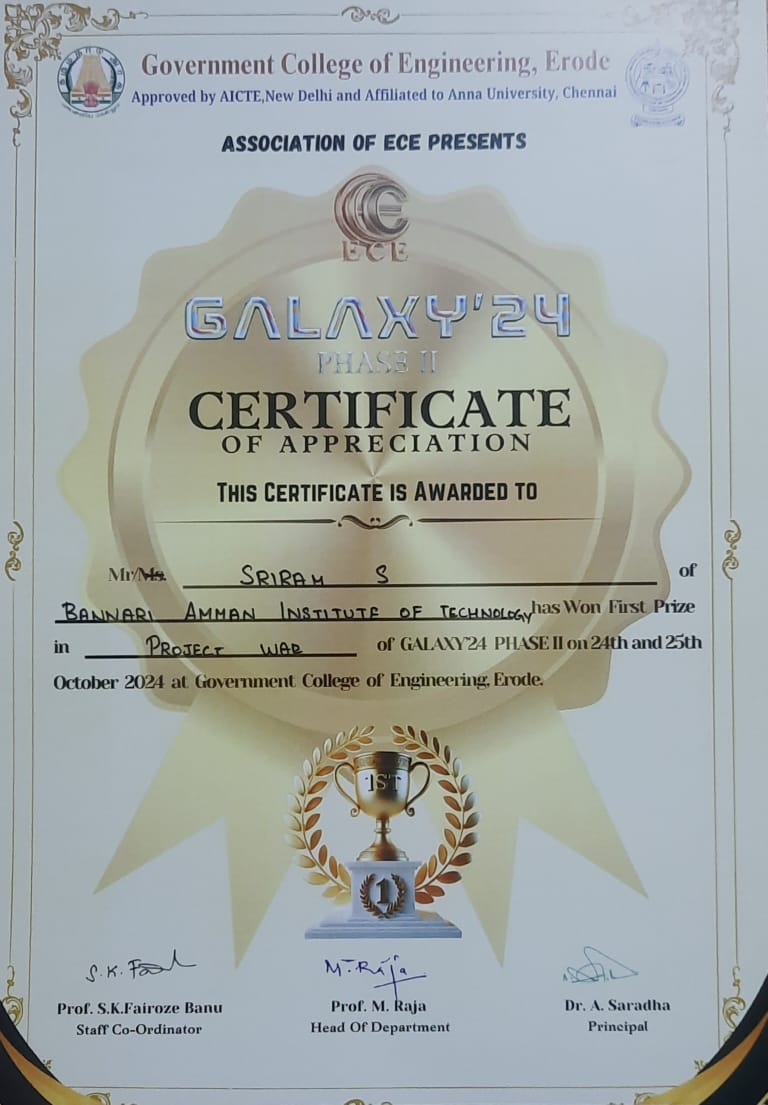 Government College of Engineering, Erode
Approved by AICTE,New Delhi and Affiliated to Anna University, Chennai
ASSOCIATION OF ECE PRESENTS
ECE
GALAXY'24
PHASE II
CERTIFICATE
OF APPRECIATION
THIS CERTIFICATE IS AWARDED TO
Mr/Ms. SRIRAM S of
BANNARI AMMAN INSTITUTE OF TECHNOLOGY has Won First Prize
in PROJECT WAR of GALAXY'24 PHASE II on 24th and 25th
October 2024 at Government College of Engineering, Erode.
1ST
1
M. Raja
Prof. S.K.Fairoze Banu Prof. M. Raja Dr. A. Saradha
Staff Co-Ordinator Head Of Department Principal